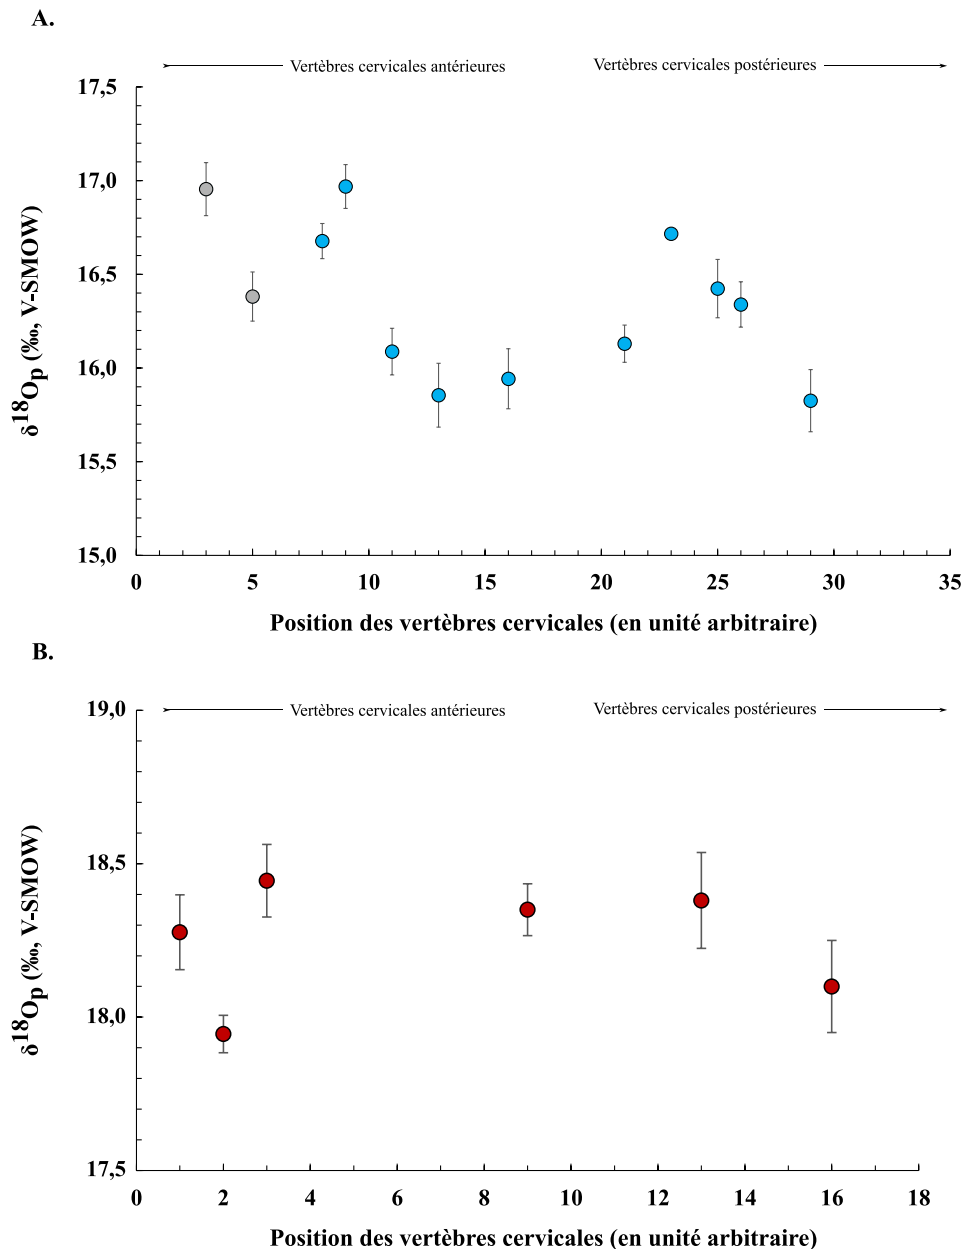 A.
Vertèbres cervicales antérieures Vertèbres cervicales postérieures
17,5
17,0
16,5
16,0
15,5
15,0
δ18Op (‰, V-SMOW)
0 5 10 15 20 25 30 35
Position des vertèbres cervicales (en unité arbitraire)
B.
Vertèbres cervicales antérieures Vertèbres cervicales postérieures
19,0
18,5
18,0
17,5
δ18Op (‰, V-SMOW)
0 2 4 6 8 10 12 14 16 18
Position des vertèbres cervicales (en unité arbitraire)